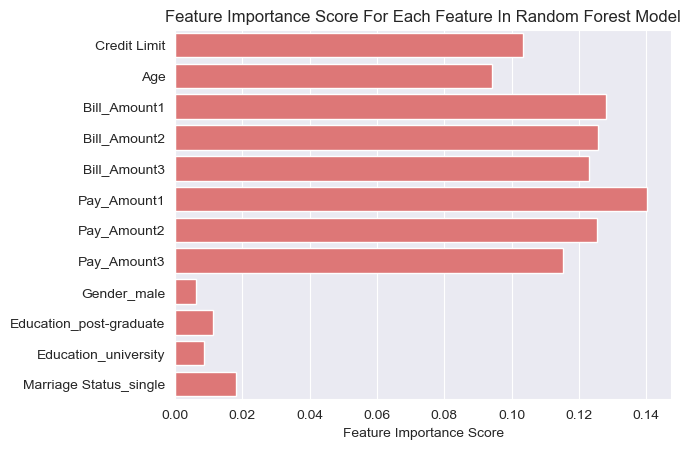 Feature Importance Score For Each Feature In Random Forest Model
Credit Limit
Age
Bill_Amount1
Bill_Amount2
Bill_Amount3
Pay_Amount1
Pay_Amount2
Pay_Amount3
Gender_male
Education_post-graduate
Education_university
Marriage Status_single
0.00 0.02 0.04 0.06 0.08 0.10 0.12 0.14
Feature Importance Score